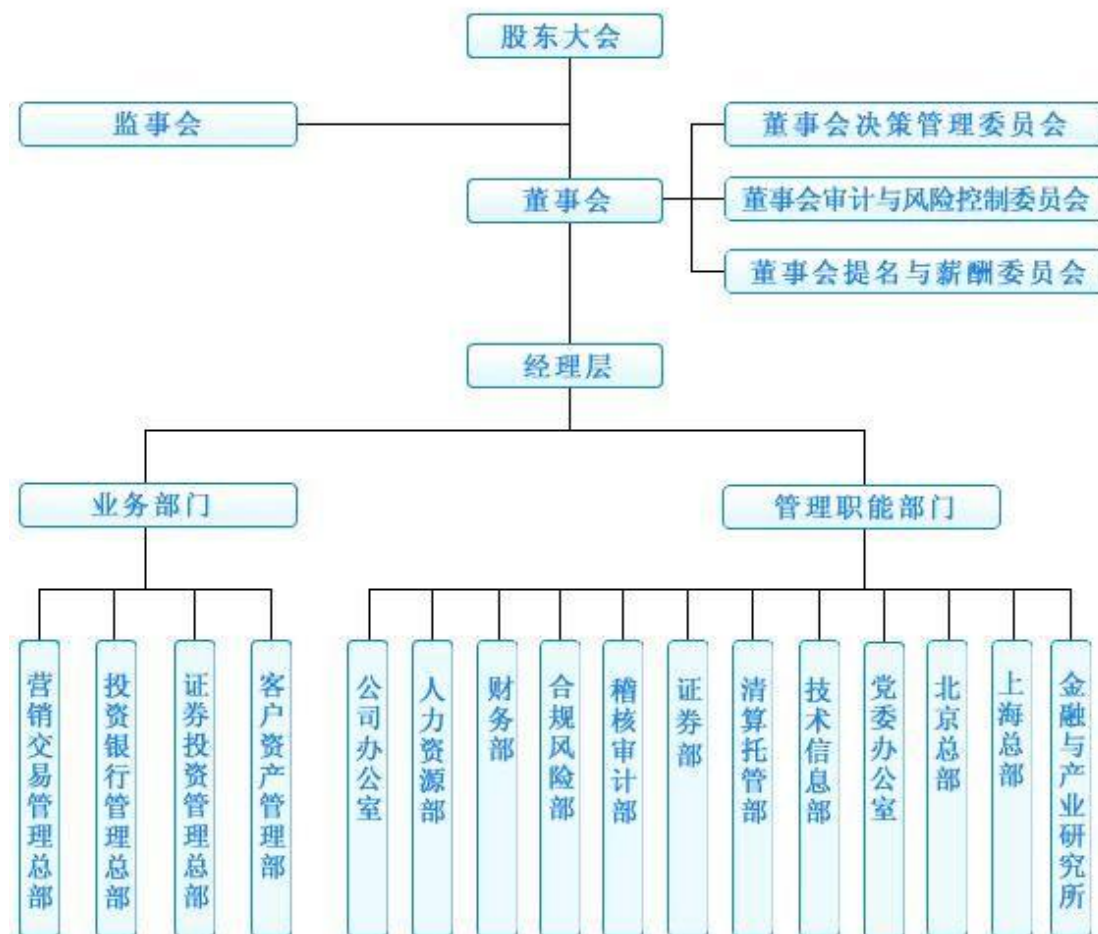 股东大会
监事会
董事会决策管理委员会
董事会
董事会审计与风险控制委员会
董事会提名与薪酬委员会
经理层
业务部门
管理职能部门
营销交易管理总部
投资银行管理总部
证券投资管理总部
客户资产管理部
公司办公室
人力资源部
财务部
合规风险部
稽核审计部
证券部
清算托管部
技术信息部
党委办公室
北京总部
上海总部
金融与产业研究所